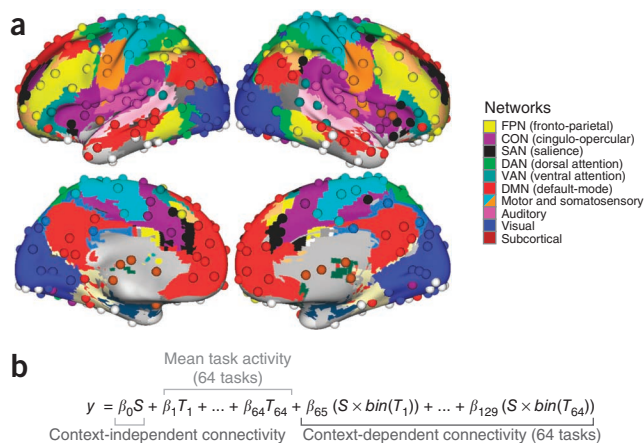 a
Networks
FPN (fronto-parietal)
CON (cingulo-opercular)
SAN (salience)
DAN (dorsal attention)
VAN (ventral attention)
DMN (default-mode)
Motor and somatosensory
Auditory
Visual
Subcortical
b
Mean task activity
(64 tasks)
y = β0S + β1T1 + ... + β64T64 + β65 (S × bin(T1)) + ... + β129 (S × bin(T64))
Context-independent connectivity Context-dependent connectivity (64 tasks)